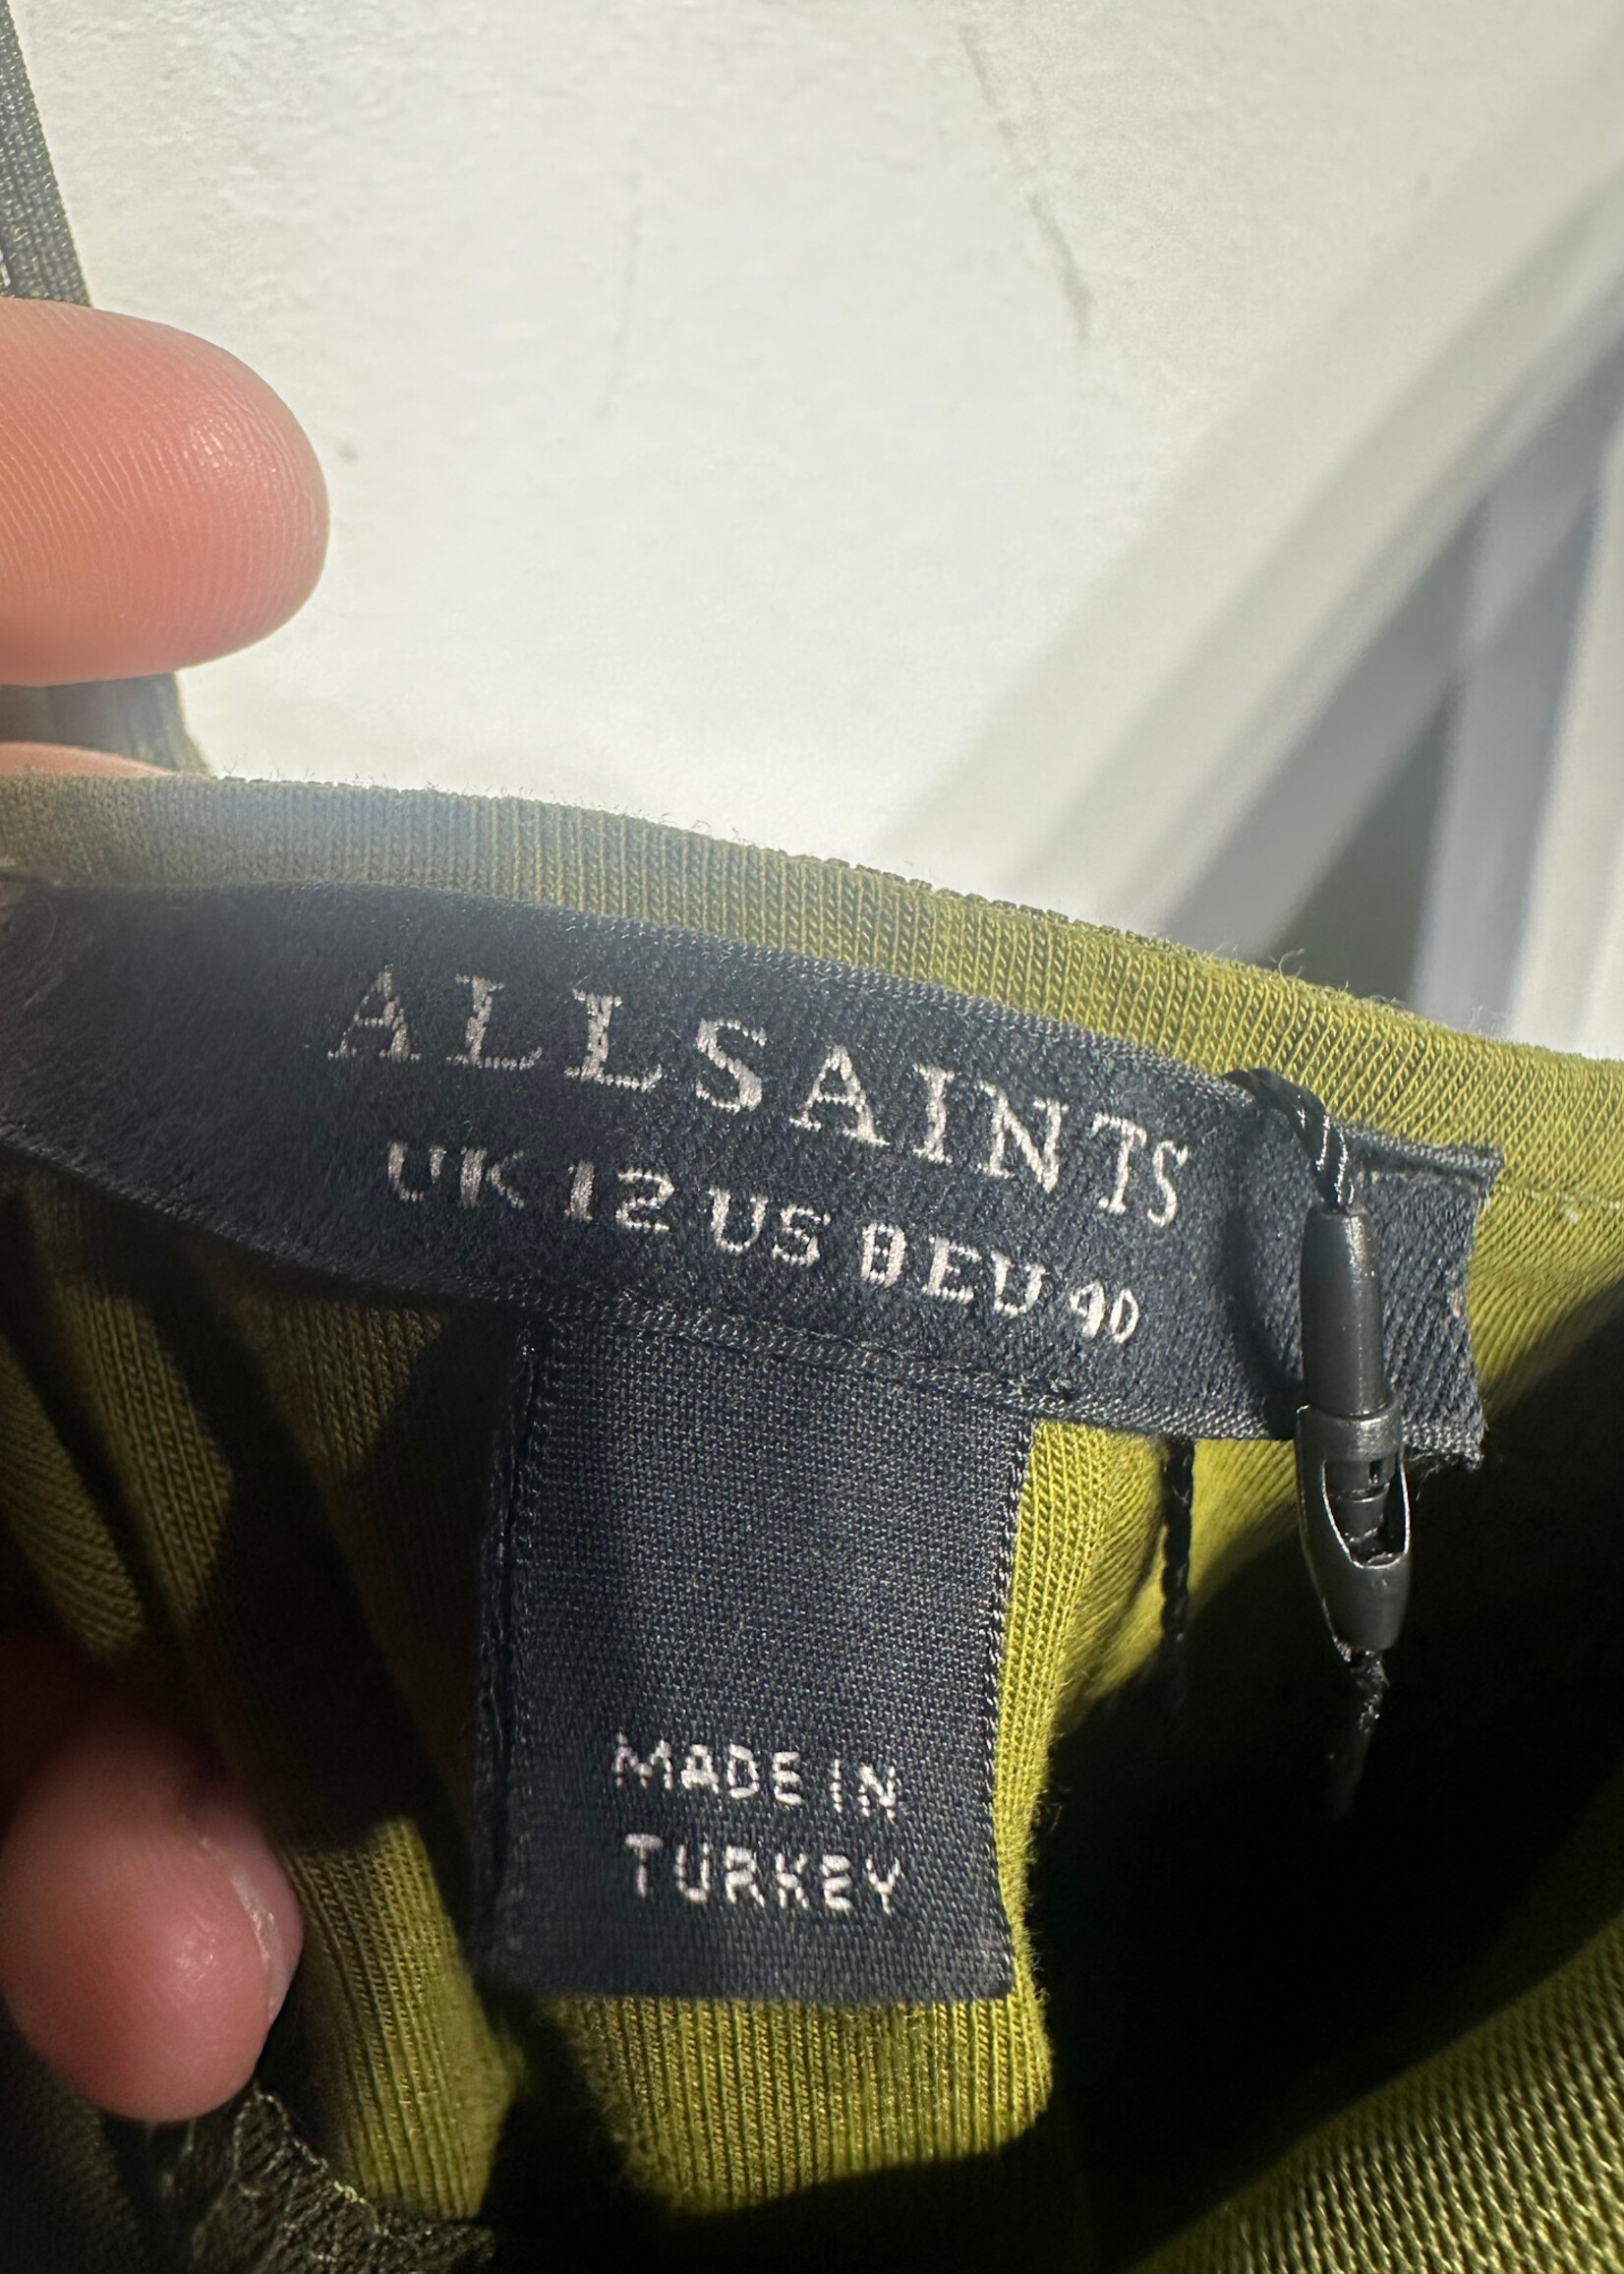 ALLSAINTS
UK 12 US 8 EU 40
MADE IN
TURKEY